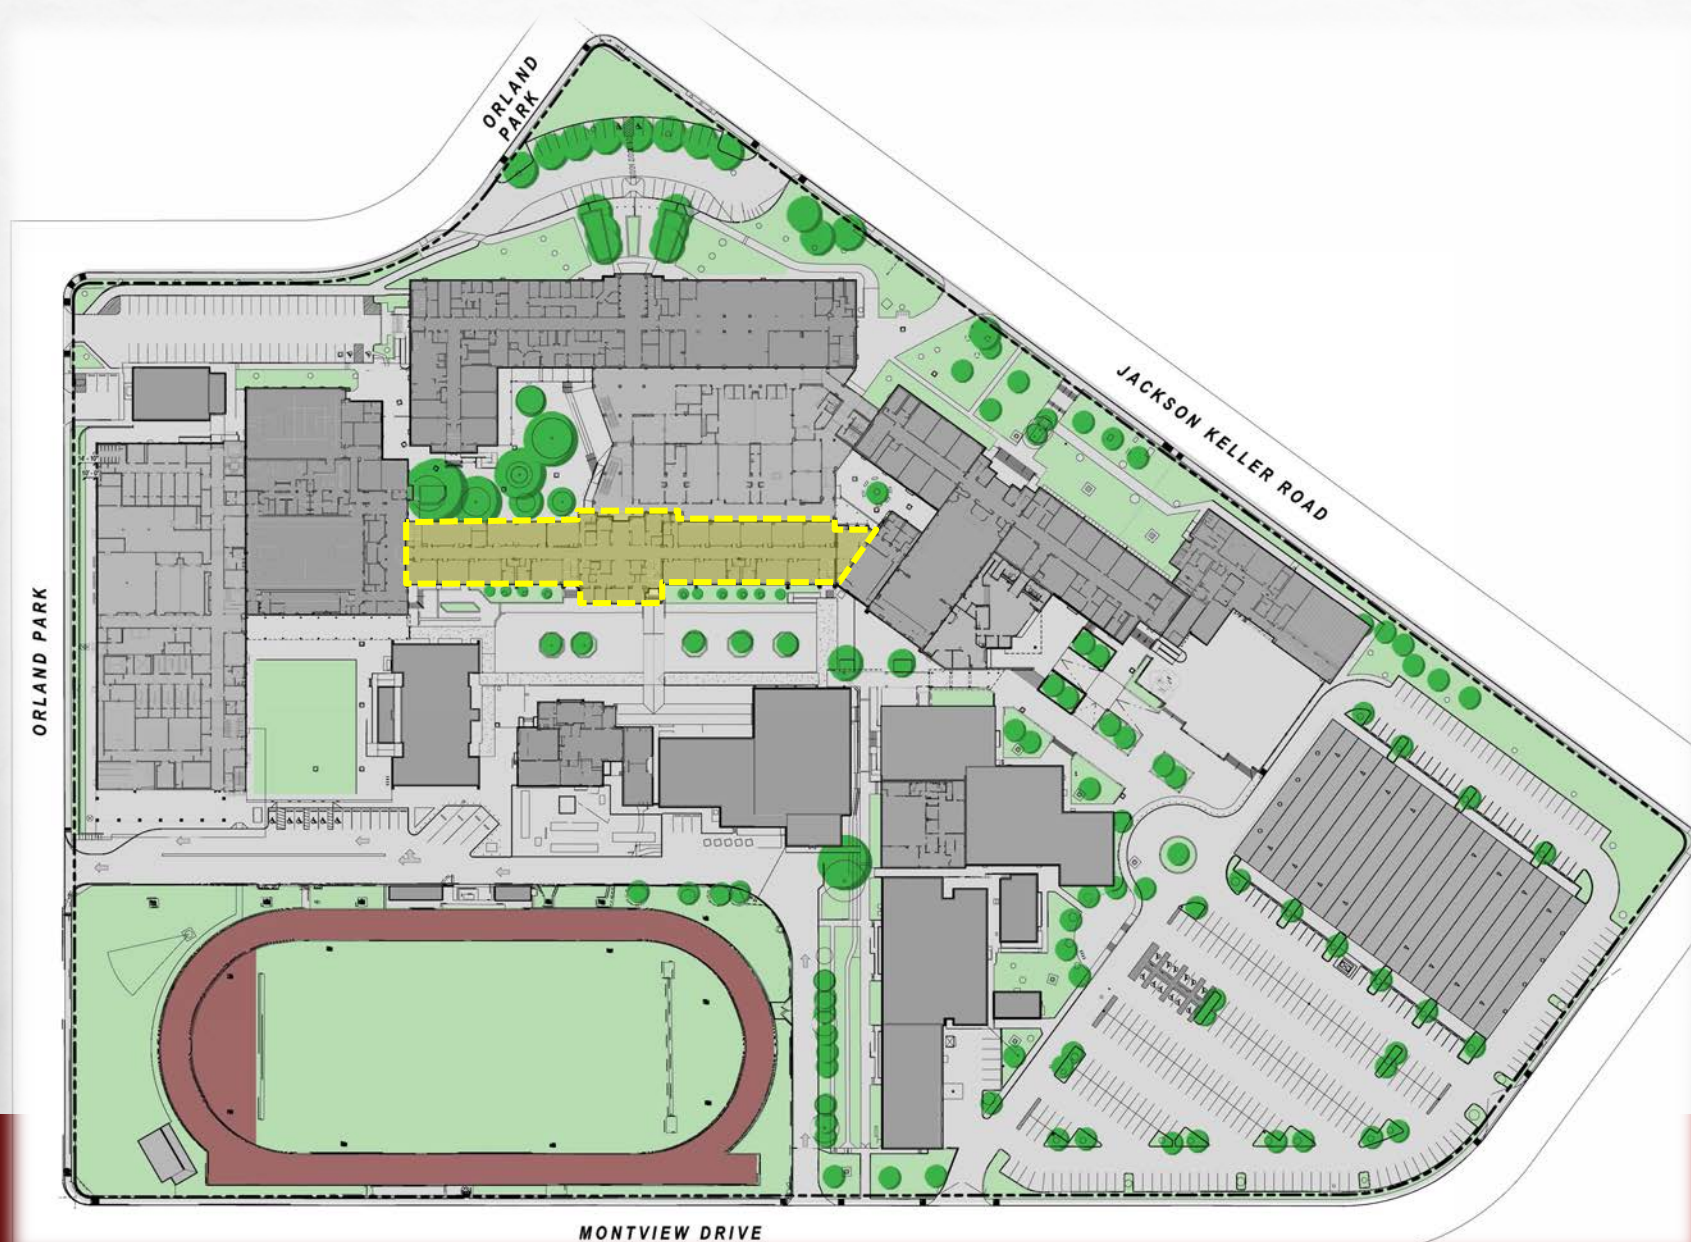 ORLAND
PARK
JACKSON KELLER ROAD
ORLAND PARK
MONTVIEW DRIVE